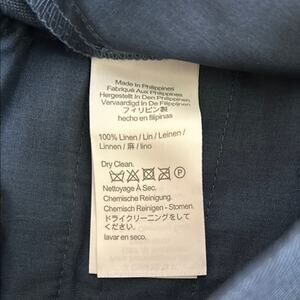 Made In Philippines
Fabriqué Aux Philippines
Hergestellt In Den Philippinen
Vervaardigd In De Filippijnen
フィリピン製
hecho en filipinas
100% Linen / Lin / Leinen /
Linnen / 麻 / lino
Dry Clean.
P
Nettoyage À Sec.
Chemische Reinigung.
Chemisch Reinigen - Stomen.
ドライクリーニングをして
ください。
lavar en seco.